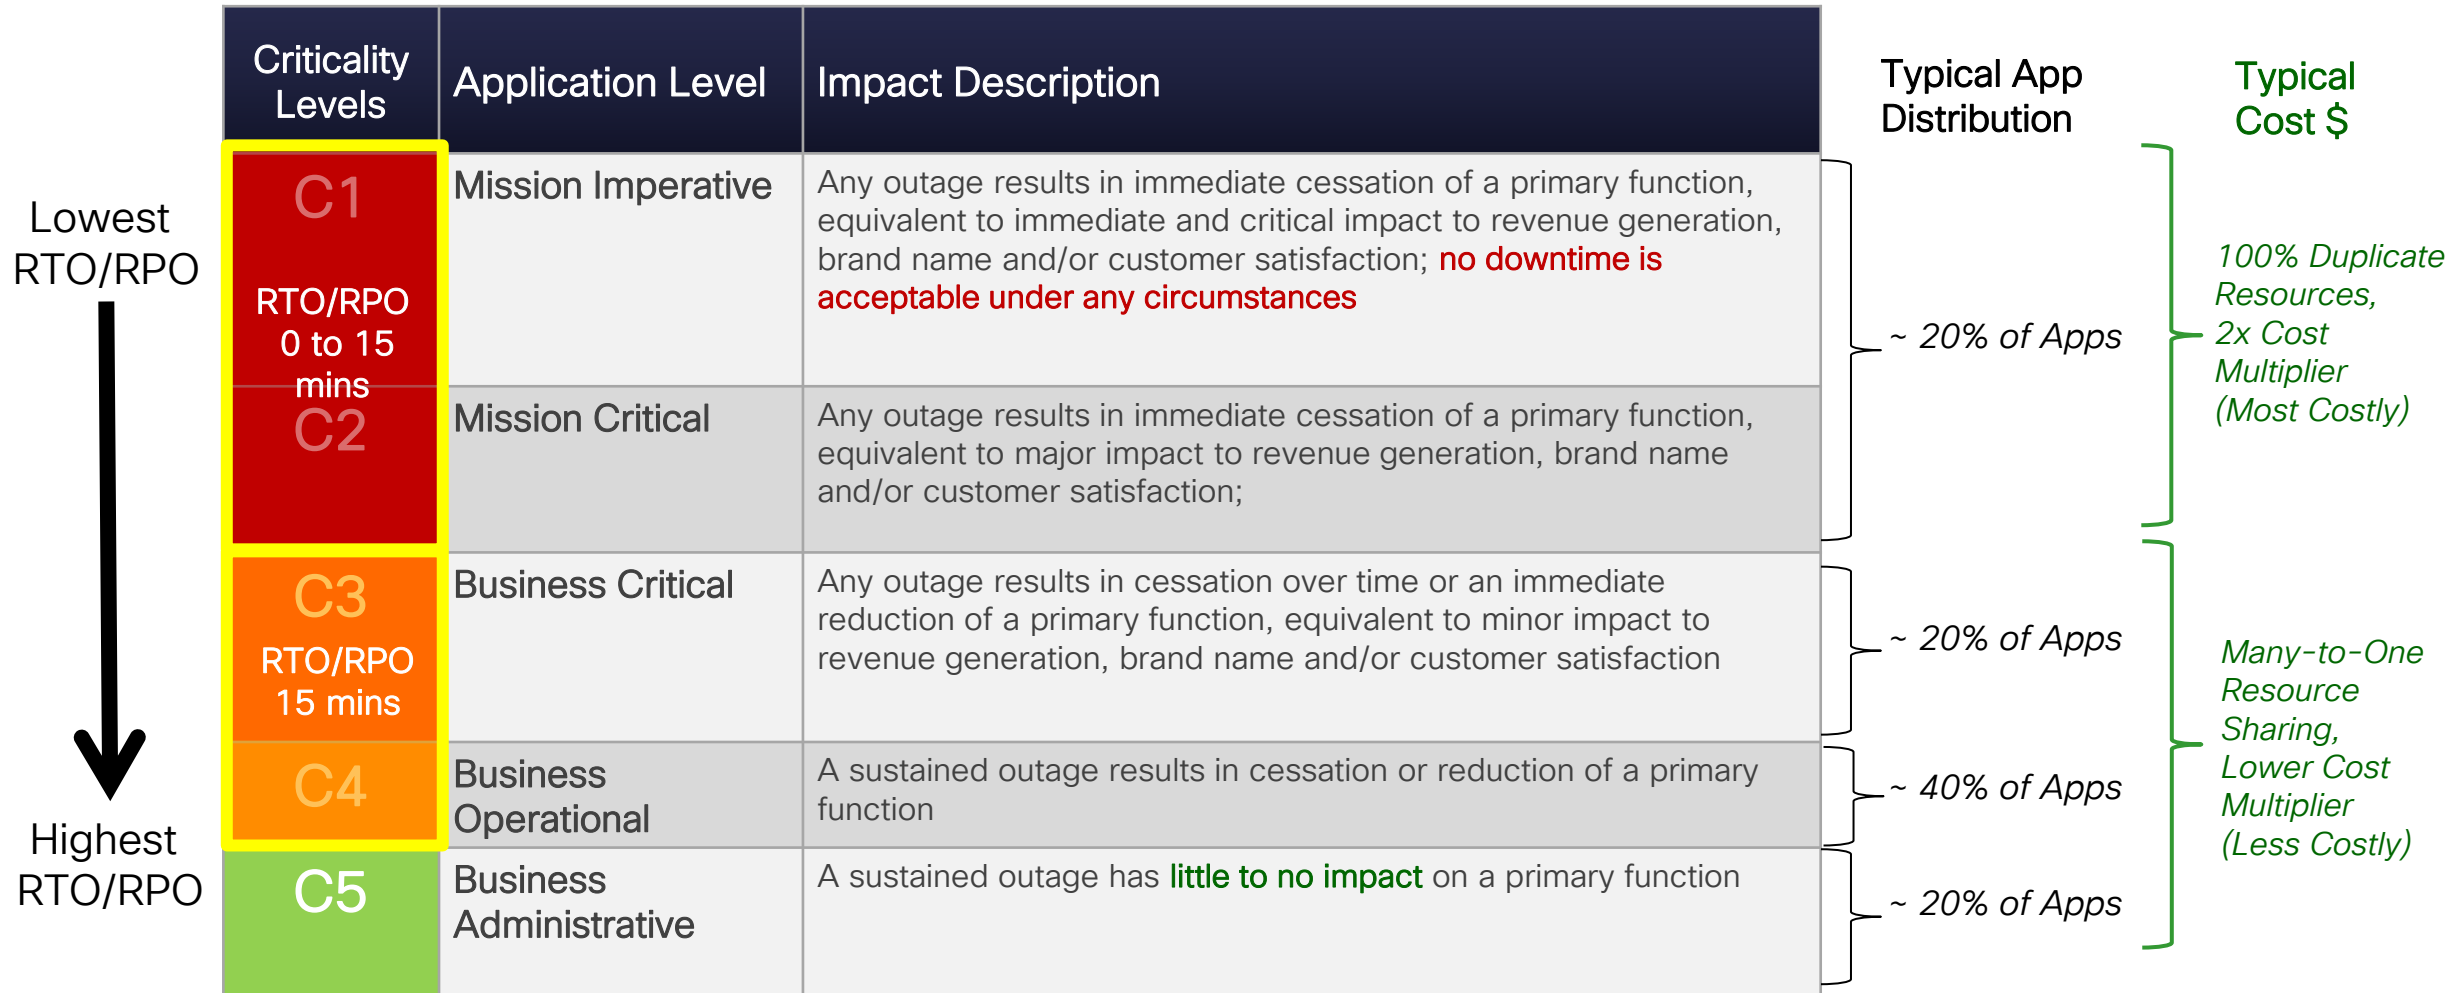 Criticality
Levels
Application Level
Impact Description
Typical App
Distribution
Typical
Cost $
Lowest
RTO/RPO
Highest
RTO/RPO
C1
RTO/RPO
0 to 15
mins
Mission Imperative
Any outage results in immediate cessation of a primary function,
equivalent to immediate and critical impact to revenue generation,
brand name and/or customer satisfaction; no downtime is
acceptable under any circumstances
C2
Mission Critical
Any outage results in immediate cessation of a primary function,
equivalent to major impact to revenue generation, brand name
and/or customer satisfaction;
~ 20% of Apps
100% Duplicate
Resources,
2x Cost
Multiplier
(Most Costly)
C3
RTO/RPO
15 mins
Business Critical
Any outage results in cessation over time or an immediate
reduction of a primary function, equivalent to minor impact to
revenue generation, brand name and/or customer satisfaction
~ 20% of Apps
C4
Business
Operational
A sustained outage results in cessation or reduction of a primary
function
~ 40% of Apps
C5
Business
Administrative
A sustained outage has little to no impact on a primary function
~ 20% of Apps
Many-to-One
Resource
Sharing,
Lower Cost
Multiplier
(Less Costly)